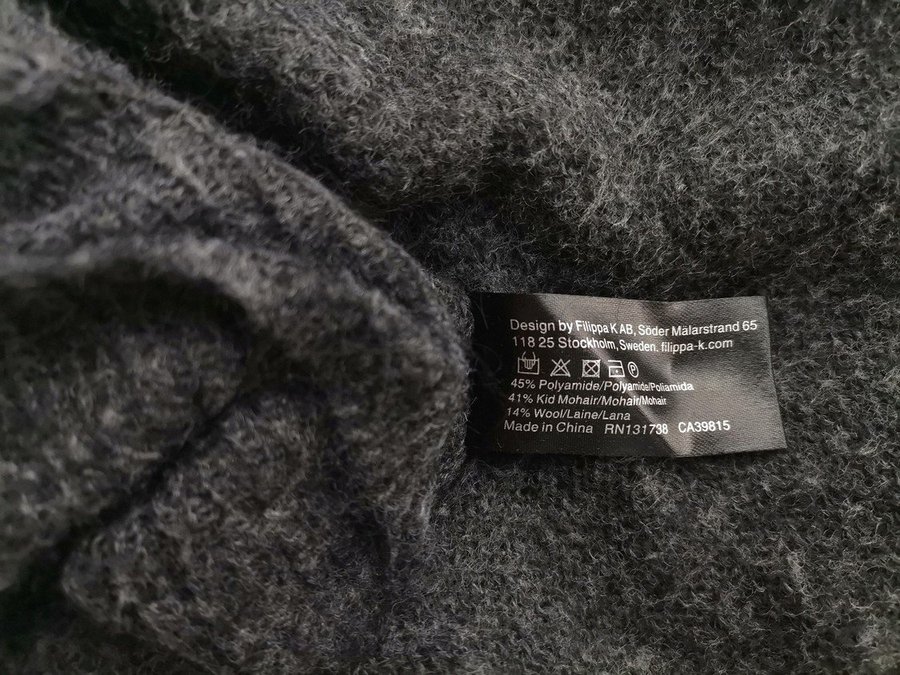 Design by Filippa K AB, Söder Mälarstrand 65
118 25 Stockholm, Sweden. filippa-k.com
P
45% Polyamide/Polyamide/Poliamida
41% Kid Mohair/Mohair/Mohair
14% Wool/Laine/Lana
Made in China RN131738 CA39815